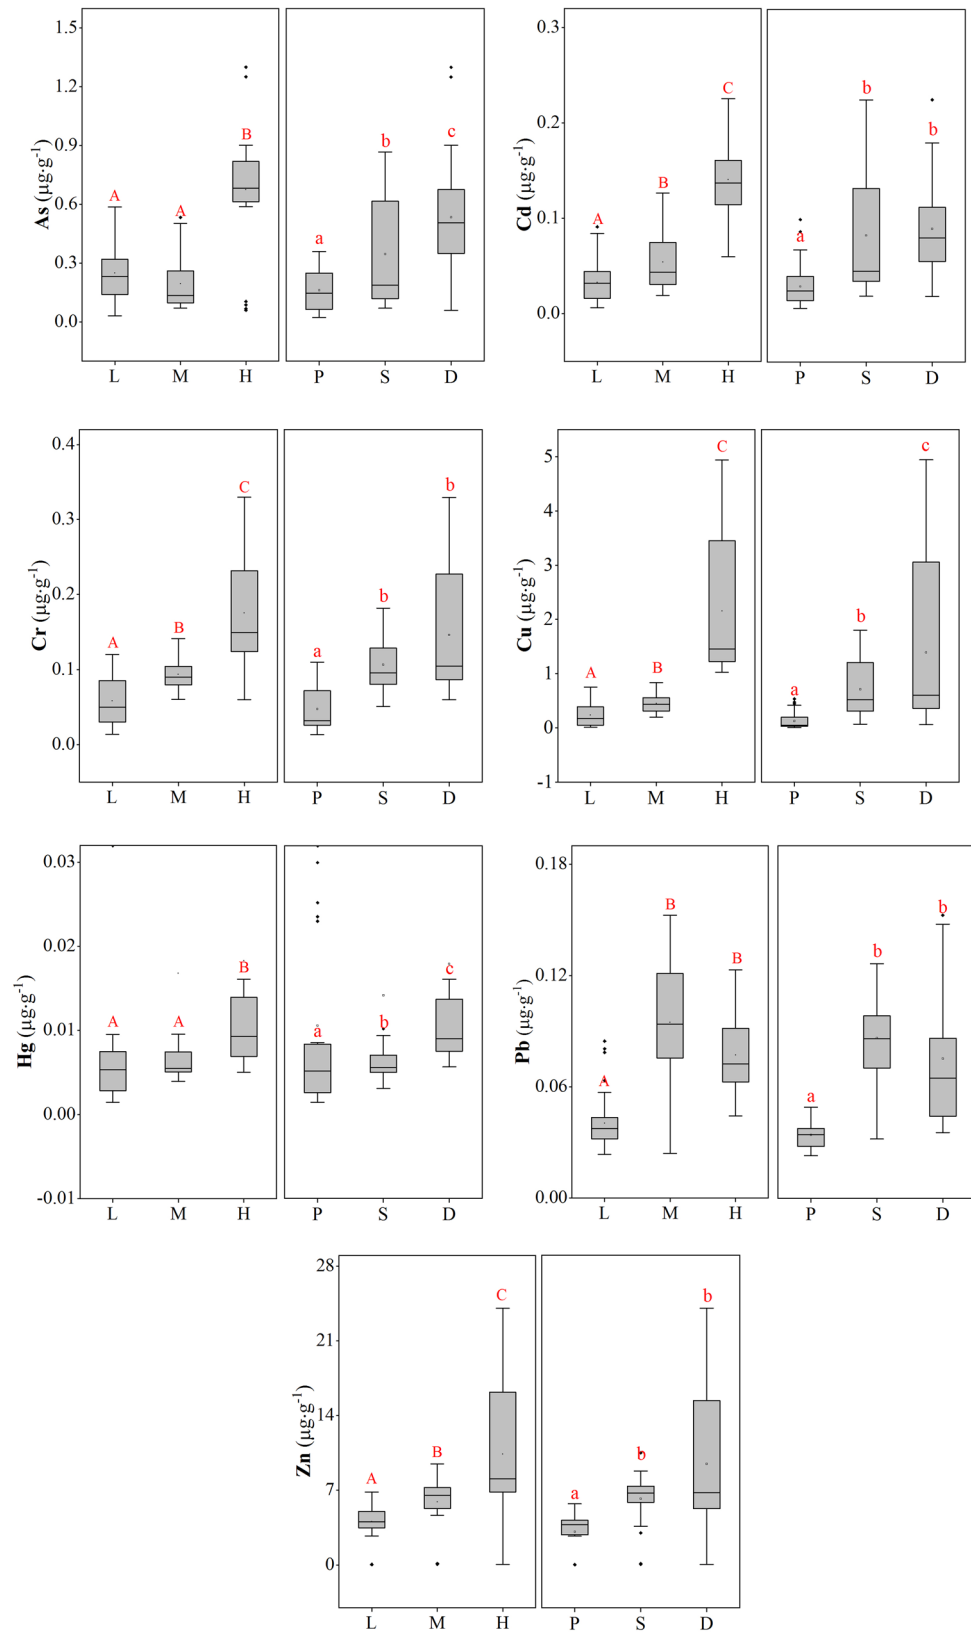 As (μg·g⁻¹)
1.5
1.2
0.9
0.6
0.3
0.0
A
A
B
a
b
c
L M H P S D
Cd (μg·g⁻¹)
0.3
0.2
0.1
0.0
A
B
C
a
b
b
L M H P S D
Cr (μg·g⁻¹)
0.4
0.3
0.2
0.1
0.0
A
B
C
a
b
b
L M H P S D
Cu (μg·g⁻¹)
5
4
3
2
1
0
-1
A
B
C
a
b
c
L M H P S D
Hg (μg·g⁻¹)
0.03
0.02
0.01
0.00
-0.01
A
A
B
a
b
c
L M H P S D
Pb (μg·g⁻¹)
0.18
0.12
0.06
0.00
A
B
B
a
b
b
L M H P S D
Zn (μg·g⁻¹)
28
21
14
7
0
A
B
C
a
b
b
L M H P S D